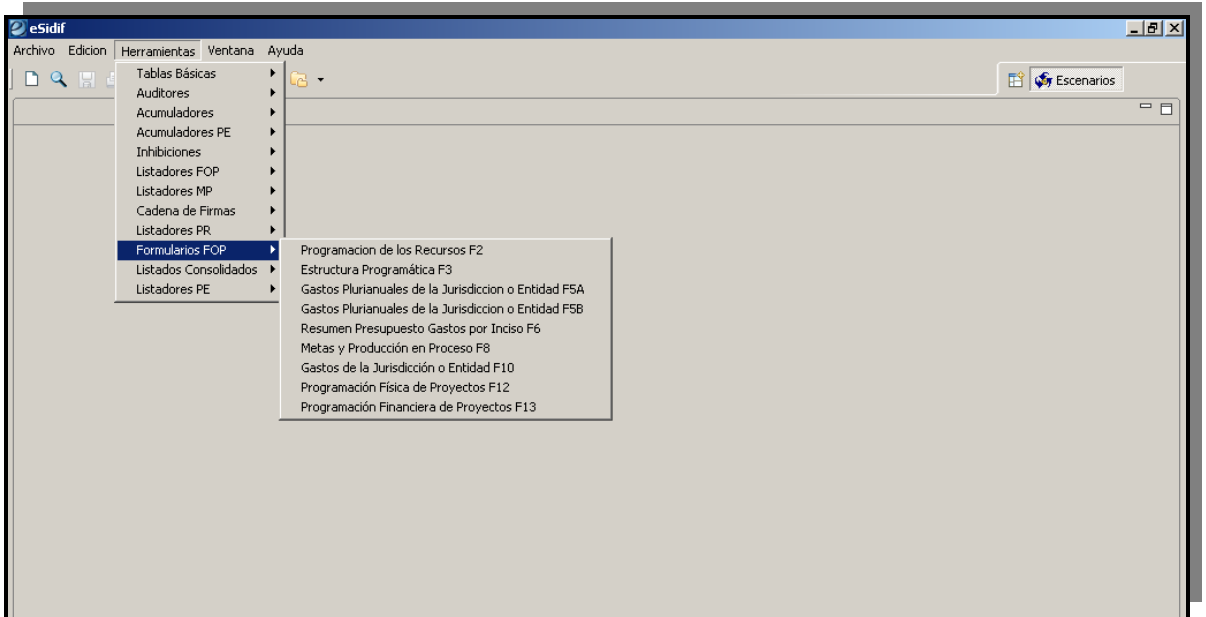 eSidif
Archivo Edicion Herramientas Ventana Ayuda
Escenarios
Tablas Básicas
Auditores
Acumuladores
Acumuladores PE
Inhibiciones
Listadores FOP
Listadores MP
Cadena de Firmas
Listadores PR
Formularios FOP
Listados Consolidados
Listadores PE
Programacion de los Recursos F2
Estructura Programática F3
Gastos Plurianuales de la Jurisdiccion o Entidad F5A
Gastos Plurianuales de la Jurisdiccion o Entidad F5B
Resumen Presupuesto Gastos por Inciso F6
Metas y Producción en Proceso F8
Gastos de la Jurisdicción o Entidad F10
Programación Física de Proyectos F12
Programación Financiera de Proyectos F13